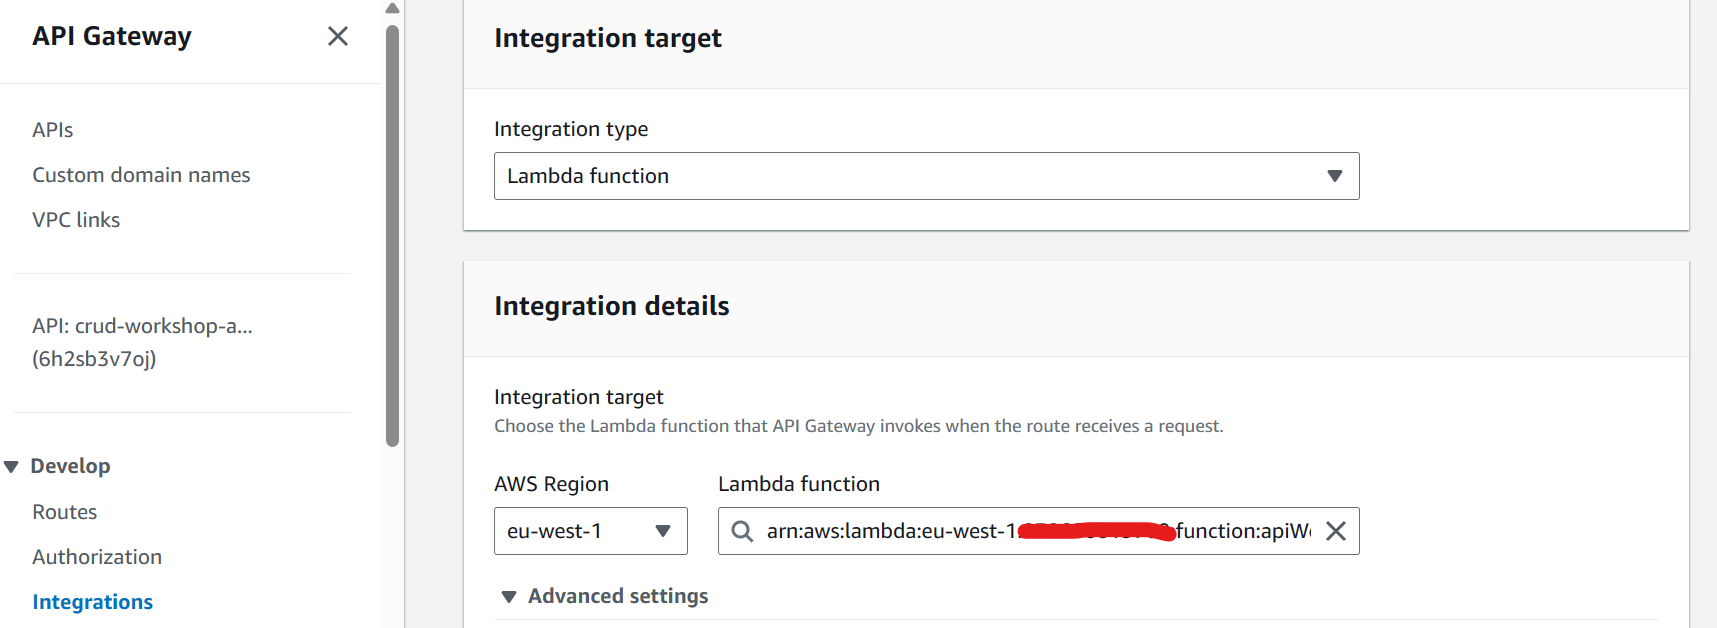 API Gateway
APIs
Custom domain names
VPC links
API: crud-workshop-a...
(6h2sb3v7oj)
Develop
Routes
Authorization
Integrations
Integration target
Integration type
Lambda function
Integration details
Integration target
Choose the Lambda function that API Gateway invokes when the route receives a request.
AWS Region
Lambda function
eu-west-1
arn:aws:lambda:eu-west-1 function:apiW
Advanced settings